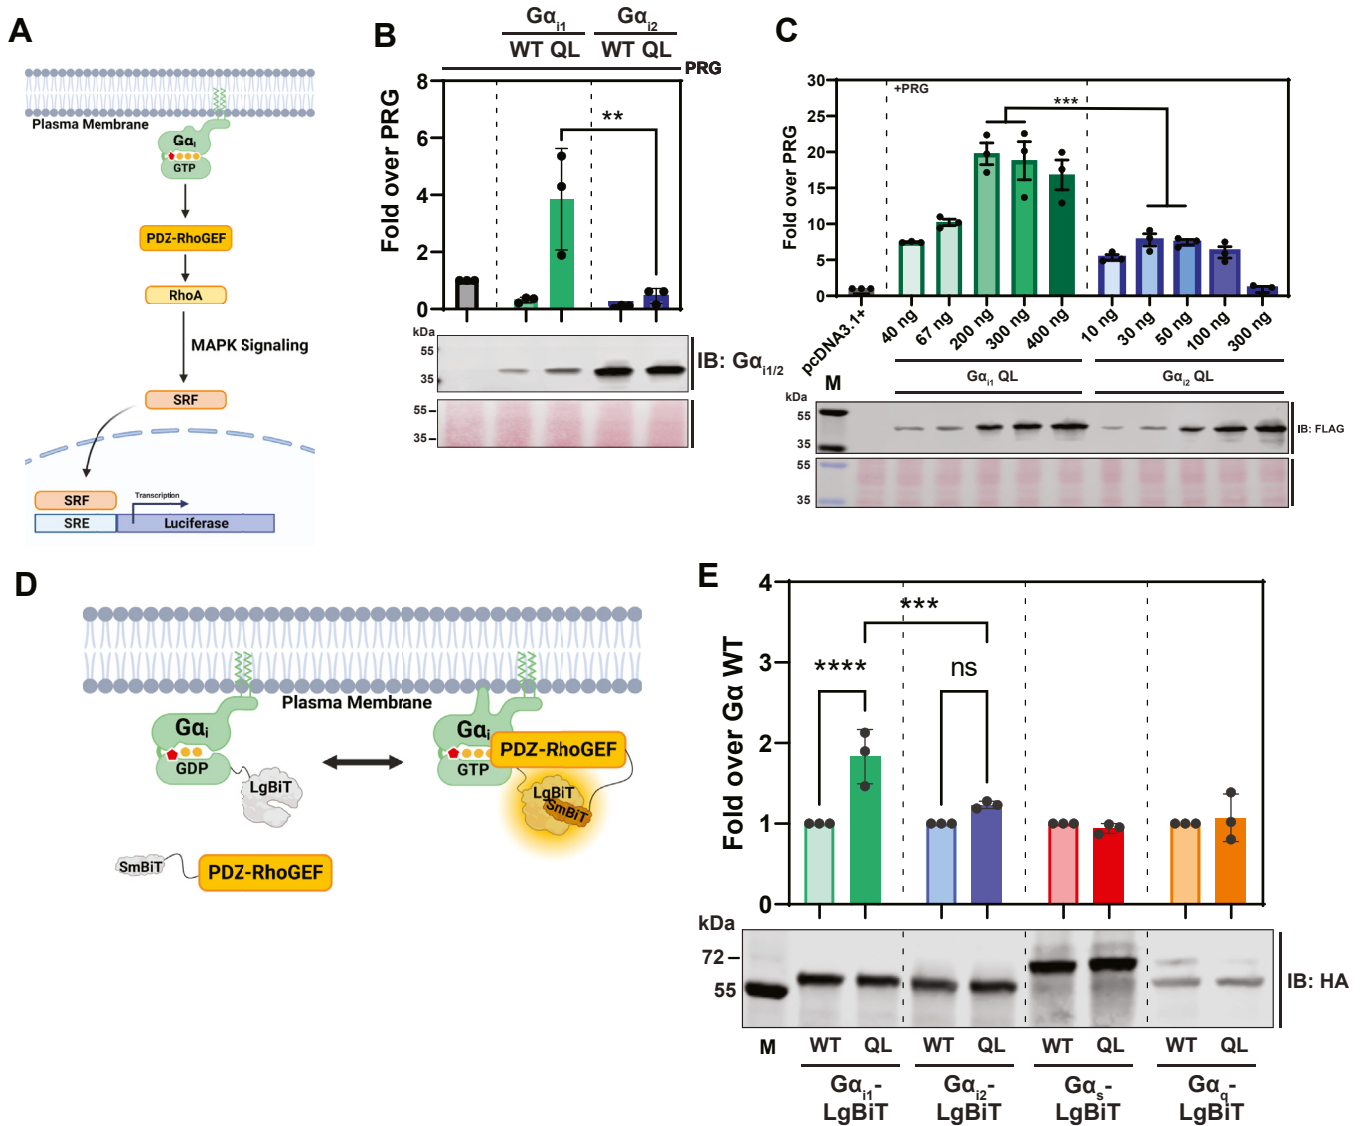 A
Plasma Membrane
Gαi
GTP
PDZ-RhoGEF
RhoA
MAPK Signaling
SRF
SRF
Transcription
SRE
Luciferase
B
Gαi1 Gαi2
WT QL WT QL
PRG
Fold over PRG
8
6
4
2
0
**
kDa
55
35
IB: Gαi1/2
55
35
C
+PRG
Fold over PRG
30
25
20
15
10
5
0
***
pcDNA3.1+
40 ng
67 ng
200 ng
300 ng
400 ng
10 ng
30 ng
50 ng
100 ng
300 ng
Gαi1 QL
Gαi2 QL
M
kDa
55
35
IB: FLAG
55
35
D
Plasma Membrane
Gαi
GDP
LgBiT
SmBiT
PDZ-RhoGEF
Gαi
GTP
PDZ-RhoGEF
LgBiT
SmBiT
E
Fold over Gα WT
4
3
2
1
0
****
***
ns
kDa
72
55
IB: HA
M WT QL WT QL WT QL WT QL
Gαi1- Gαi2- Gαs- Gαq-
LgBiT LgBiT LgBiT LgBiT